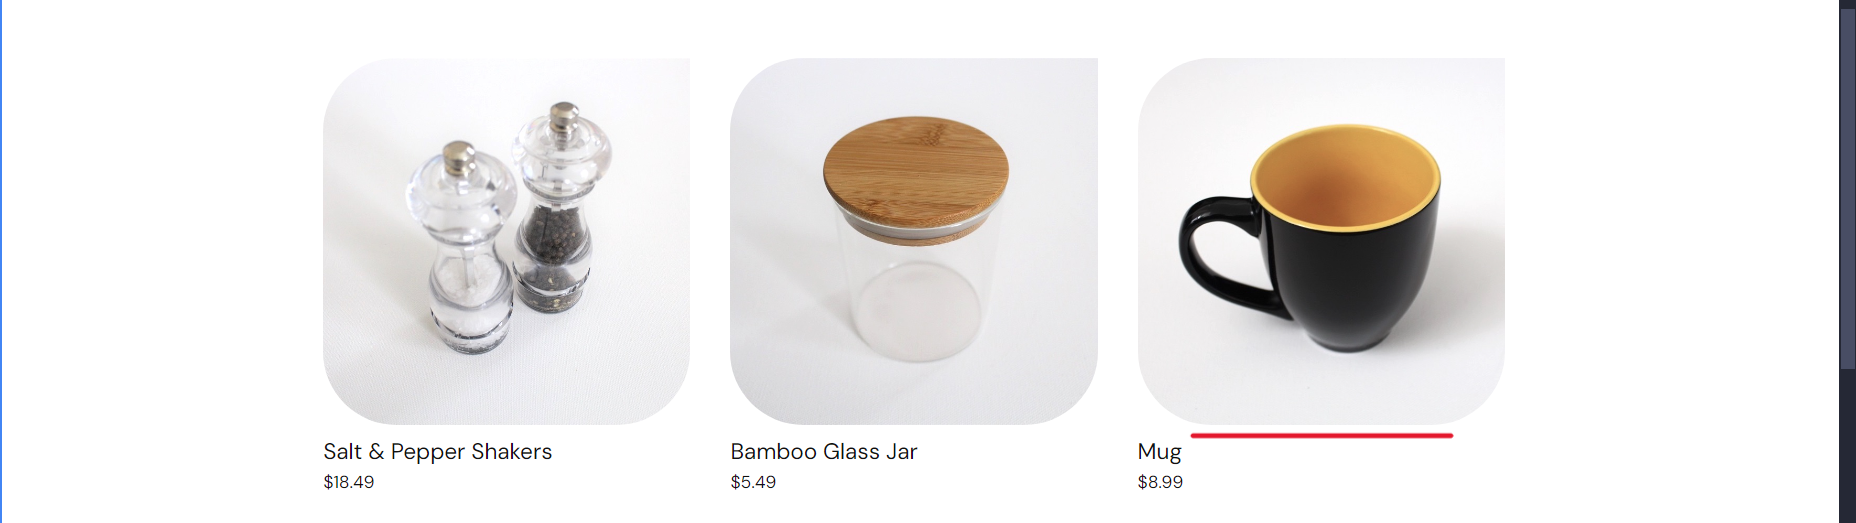 Salt & Pepper Shakers
$18.49
Bamboo Glass Jar
$5.49
Mug
$8.99